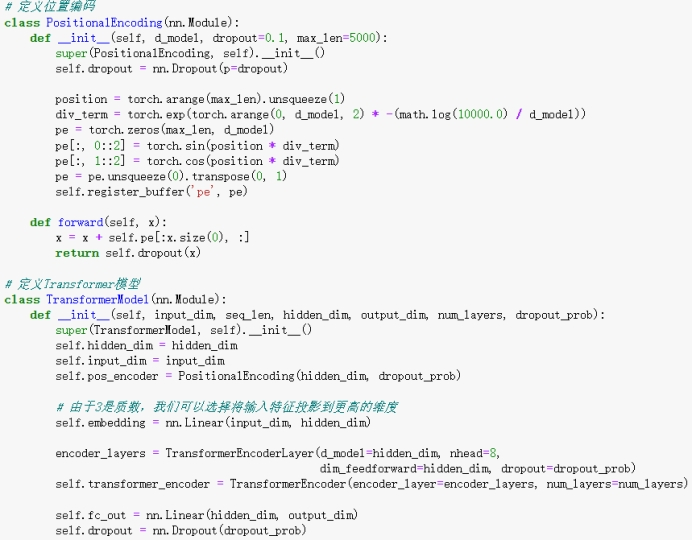 # 定义位置编码
class PositionalEncoding(nn.Module):
    def __init__(self, d_model, dropout=0.1, max_len=5000):
        super(PositionalEncoding, self).__init__()
        self.dropout = nn.Dropout(p=dropout)

        position = torch.arange(max_len).unsqueeze(1)
        div_term = torch.exp(torch.arange(0, d_model, 2) * -(math.log(10000.0) / d_model))
        pe = torch.zeros(max_len, d_model)
        pe[:, 0::2] = torch.sin(position * div_term)
        pe[:, 1::2] = torch.cos(position * div_term)
        pe = pe.unsqueeze(0).transpose(0, 1)
        self.register_buffer('pe', pe)

    def forward(self, x):
        x = x + self.pe[:x.size(0), :]
        return self.dropout(x)

# 定义Transformer模型
class TransformerModel(nn.Module):
    def __init__(self, input_dim, seq_len, hidden_dim, output_dim, num_layers, dropout_prob):
        super(TransformerModel, self).__init__()
        self.hidden_dim = hidden_dim
        self.input_dim = input_dim
        self.pos_encoder = PositionalEncoding(hidden_dim, dropout_prob)

        # 由于3是质数，我们可以选择将输入特征投影到更高的维度
        self.embedding = nn.Linear(input_dim, hidden_dim)

        encoder_layers = TransformerEncoderLayer(d_model=hidden_dim, nhead=8,
                                                 dim_feedforward=hidden_dim, dropout=dropout_prob)
        self.transformer_encoder = TransformerEncoder(encoder_layer=encoder_layers, num_layers=num_layers)

        self.fc_out = nn.Linear(hidden_dim, output_dim)
        self.dropout = nn.Dropout(dropout_prob)